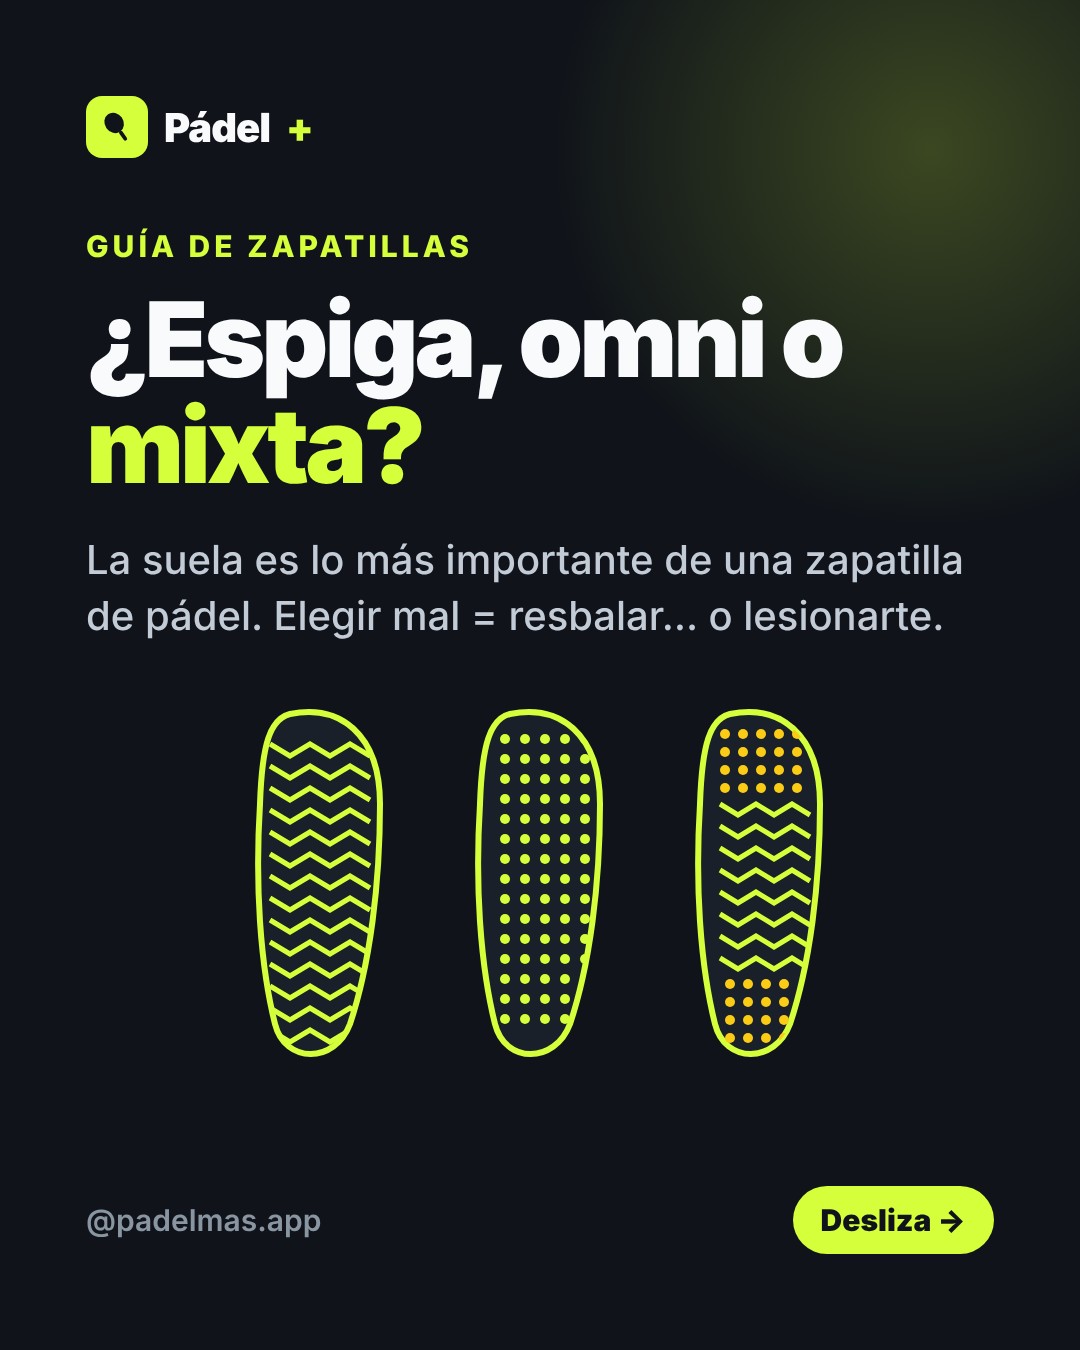 Pádel +
GUÍA DE ZAPATILLAS
¿Espiga, omni o
mixta?
La suela es lo más importante de una zapatilla
de pádel. Elegir mal = resbalar... o lesionarte.
@padelmas.app
Desliza →